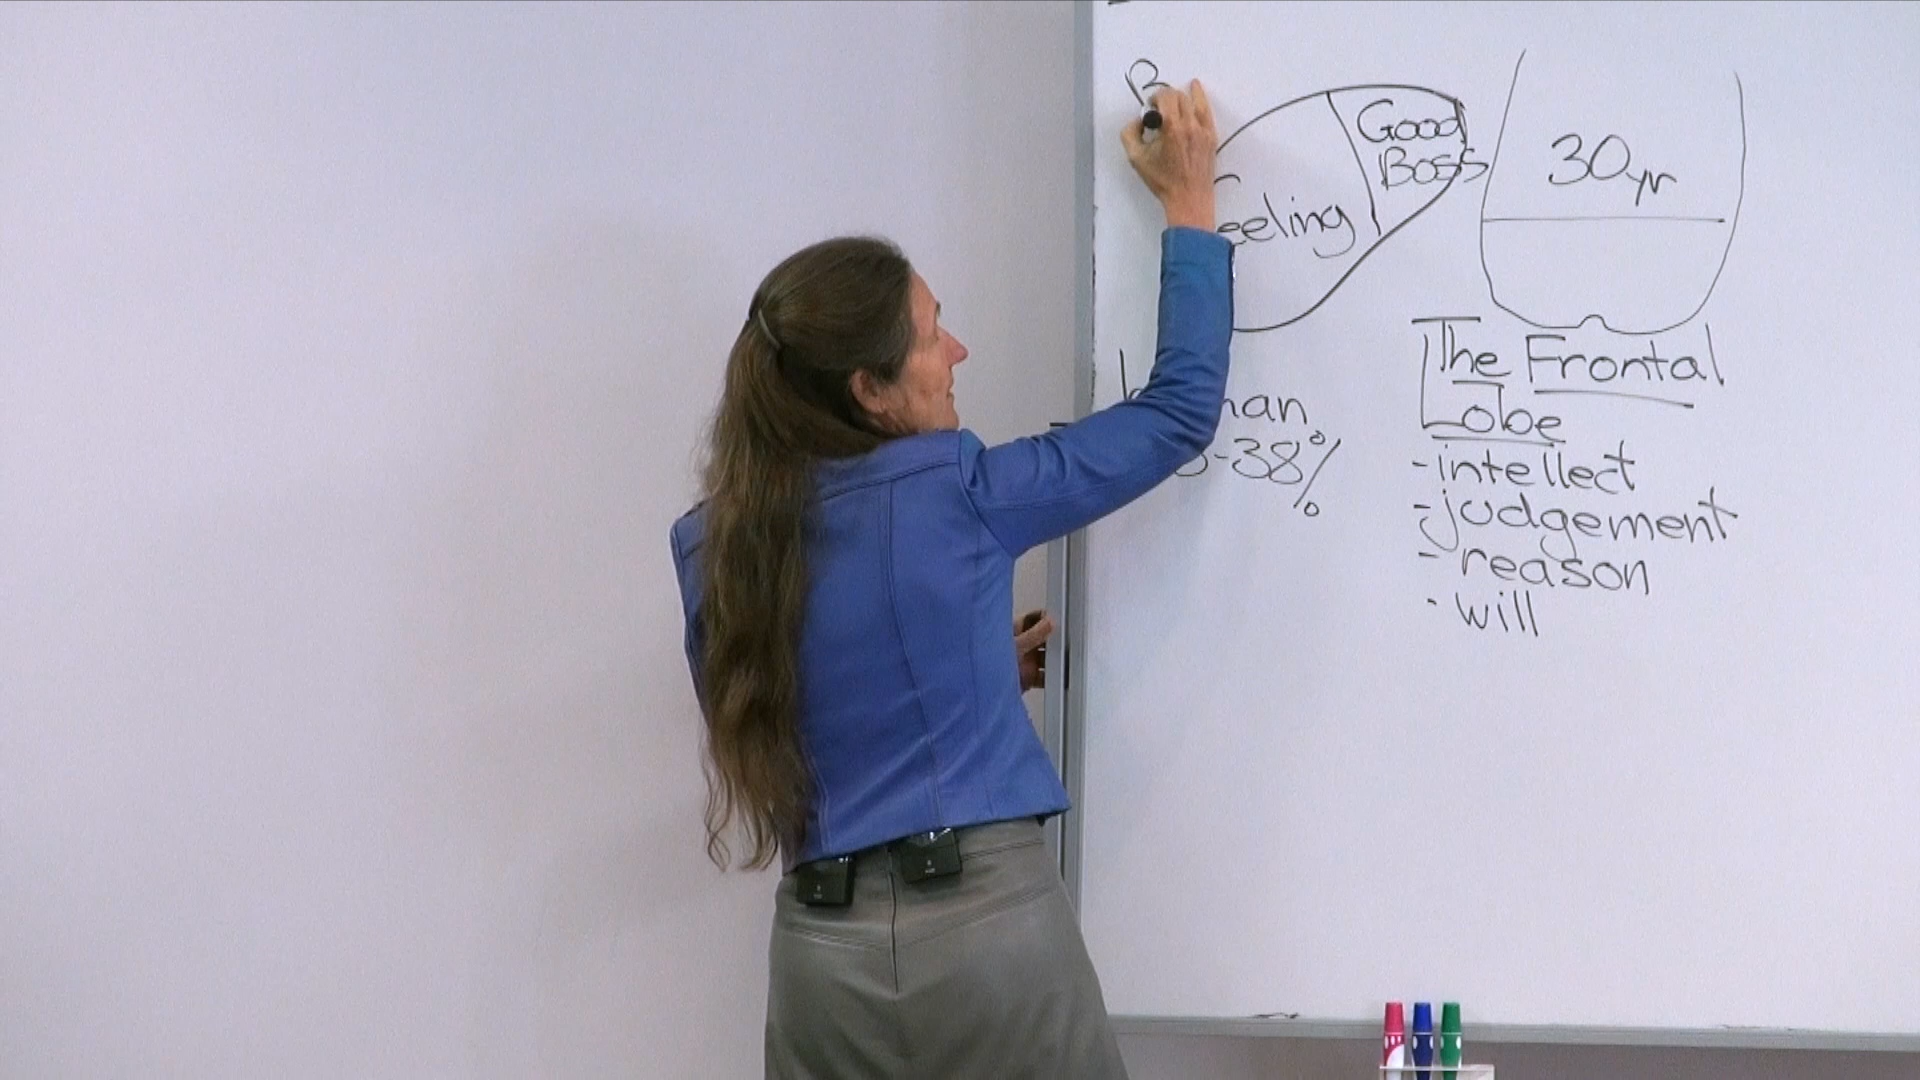 Good
Boss
eeling
30yr
man
-38%
The Frontal
Lobe
-intellect
-judgement
- reason
- will